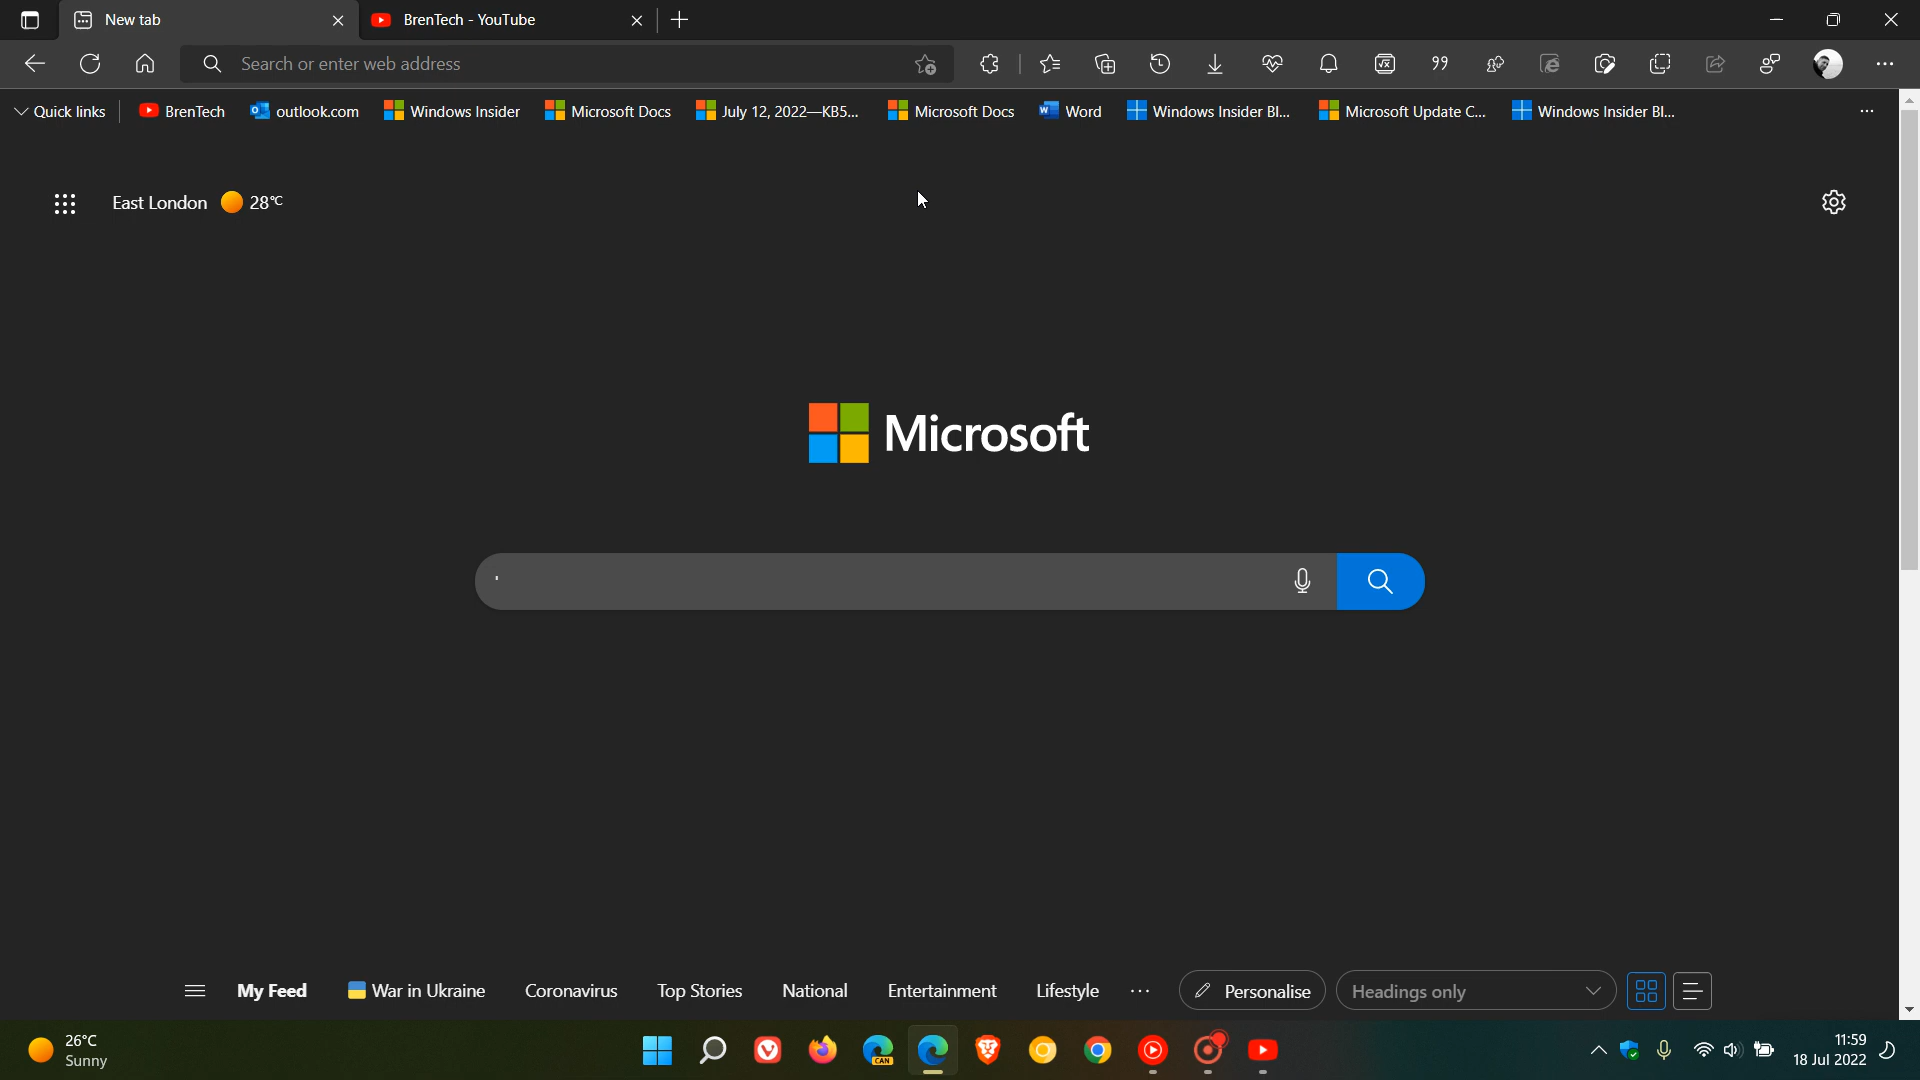 New tab
BrenTech - YouTube
Search or enter web address
Quick links
BrenTech
outlook.com
Windows Insider
Microsoft Docs
July 12, 2022—KB5...
Microsoft Docs
Word
Windows Insider Bl...
Microsoft Update C...
Windows Insider Bl...
East London 28°C
Microsoft
'
My Feed
War in Ukraine
Coronavirus
Top Stories
National
Entertainment
Lifestyle
Personalise
Headings only
26°C
Sunny
CAN
11:59
18 Jul 2022